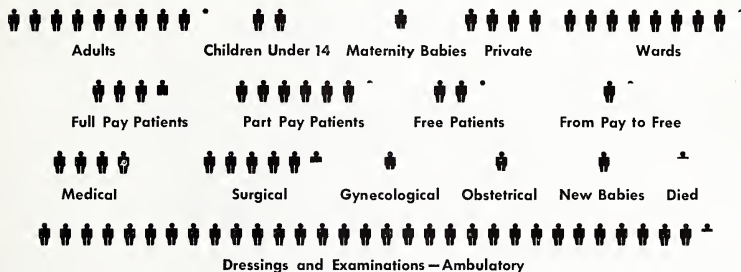 Adults Children Under 14 Maternity Babies Private Wards
Full Pay Patients Part Pay Patients Free Patients From Pay to Free
Medical Surgical Gynecological Obstetrical New Babies Died
Dressings and Examinations—Ambulatory